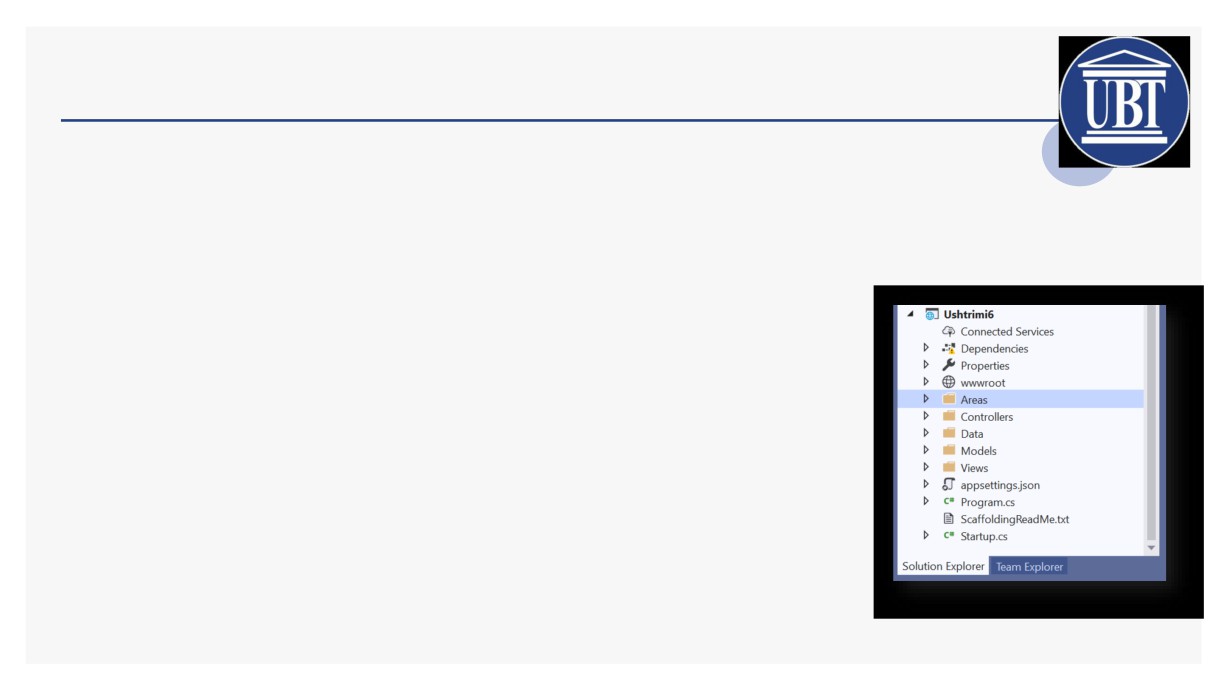 UBT
Ushtrimi6
Connected Services
Dependencies
Properties
wwwroot
Areas
Controllers
Data
Models
Views
appsettings.json
C# Program.cs
ScaffoldingReadMe.txt
C# Startup.cs
Solution Explorer Team Explorer